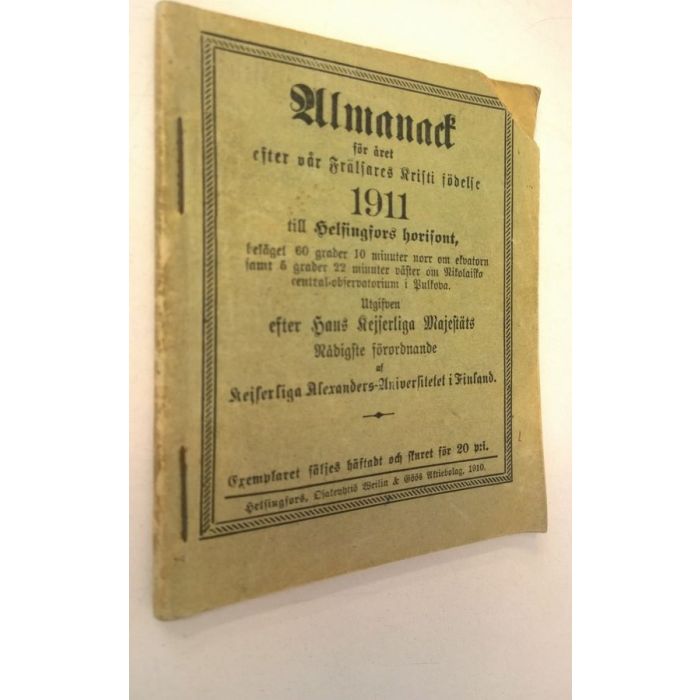 Almanack
för året
efter vår Frälsares Kristi födelse
1911
till Helsingfors horisont,
beläget 60 grader 10 minuter norr om ekvatorn
samt 5 grader 22 minuter väster om Nikolaiska
central-observatorium i Pulkova.
Utgifven
efter Hans Kejserliga Majestäts
Nådigste förordnande
af
Kejserliga Alexanders-Universitetet i Finland.
Exemplaret säljes häftadt och skuret för 20 p:i.
Helsingfors, Osakeyhtiö Weilin & Göös Aktiebolag, 1910.